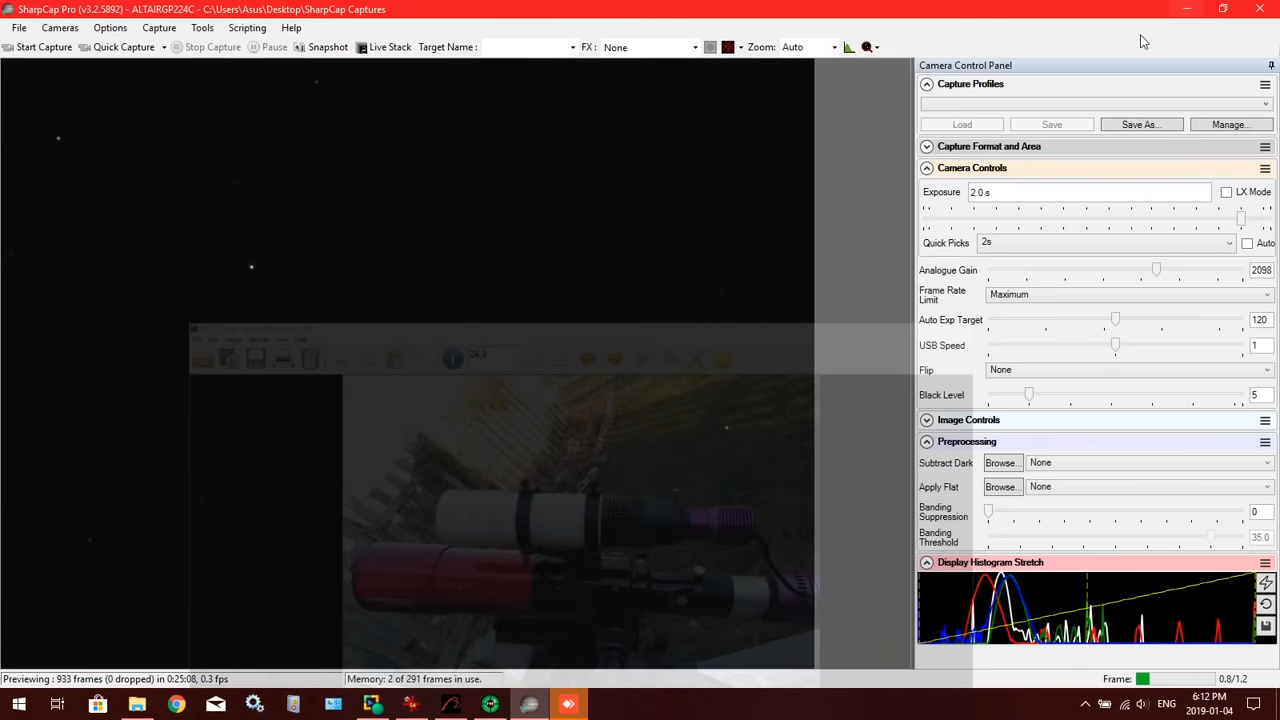 SharpCap Pro (v3.2.5892) - ALTAIRGP224C - C:\Users\Asus\Desktop\SharpCap Captures
File Cameras Options Capture Tools Scripting Help
Start Capture Quick Capture Stop Capture Pause Snapshot Live Stack Target Name : FX : None Zoom: Auto
Camera Control Panel
Capture Profiles
Load Save Save As... Manage...
Capture Format and Area
Camera Controls
Exposure 2.0 s LX Mode
Quick Picks 2s Auto
Analogue Gain 2098
Frame Rate
Limit
Maximum
Auto Exp Target 120
USB Speed 1
Flip None
Black Level 5
Image Controls
Preprocessing
Subtract Dark Browse... None
Apply Flat Browse... None
Banding
Suppression
0
Banding
Threshold
35.0
Display Histogram Stretch
24.3
Previewing : 933 frames (0 dropped) in 0:25:08, 0.3 fps
Memory: 2 of 291 frames in use.
Frame: 0.8/1.2
ENG
6:12 PM
2019-01-04